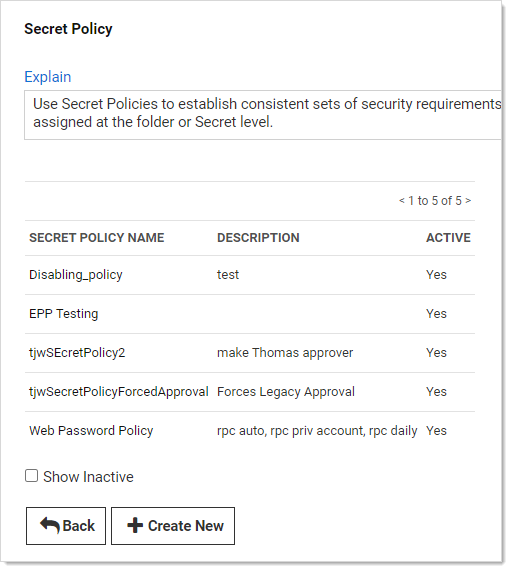 Secret Policy
Explain
Use Secret Policies to establish consistent sets of security requirements
assigned at the folder or Secret level.
< 1 to 5 of 5 >
SECRET POLICY NAME DESCRIPTION ACTIVE
Disabling_policy test Yes
EPP Testing Yes
tjwSEcretPolicy2 make Thomas approver Yes
tjwSecretPolicyForcedApproval Forces Legacy Approval Yes
Web Password Policy rpc auto, rpc priv account, rpc daily Yes
Show Inactive
Back Create New